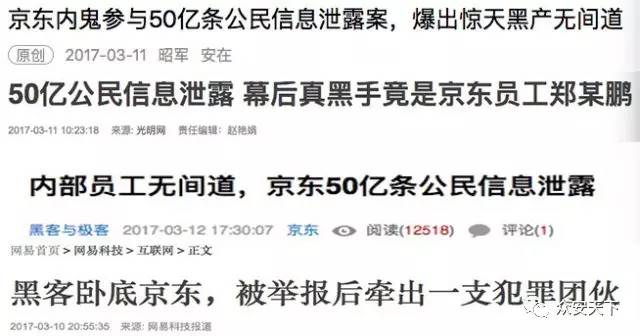 京东内鬼参与50亿条公民信息泄露案，爆出惊天黑产无间道
原创 2017-03-11 昭军 安在
50亿公民信息泄露 幕后真黑手竟是京东员工郑某鹏
2017-03-11 10:23:18 来源: 光明网 责任编辑: 赵艳娟
内部员工无间道，京东50亿条公民信息泄露
黑客与极客 2017-03-12 17:30:07 京东 阅读(12518) 评论(1)
网易首页 > 网易科技 > 互联网 > 正文
黑客卧底京东，被举报后牵出一支犯罪团伙
2017-03-10 20:55:35 来源: 网易科技报道
众安天下